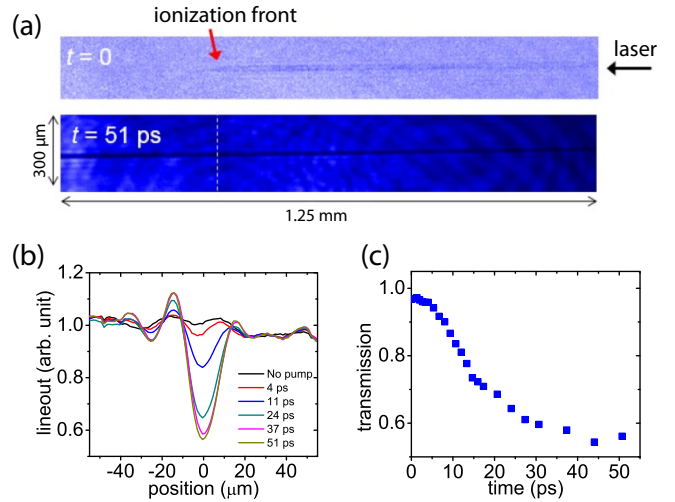 (a)
ionization front
t = 0
laser
t = 51 ps
300 μm
1.25 mm
(b)
1.2
1.0
0.8
0.6
lineout (arb. unit)
No pump
4 ps
11 ps
24 ps
37 ps
51 ps
-40 -20 0 20 40
position (μm)
(c)
1.0
0.8
0.6
transmission
0 10 20 30 40 50
time (ps)